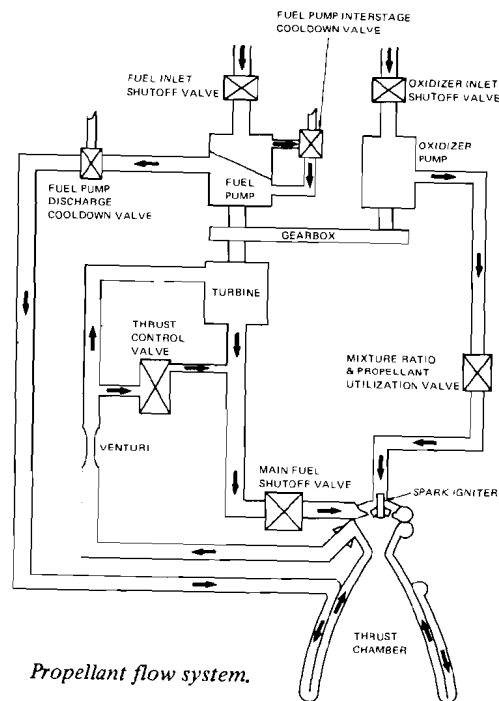 FUEL PUMP INTERSTAGE
COOLDOWN VALVE
FUEL INLET
SHUTOFF VALVE
OXIDIZER INLET
SHUTOFF VALVE
OXIDIZER
PUMP
FUEL
PUMP
FUEL PUMP
DISCHARGE
COOLDOWN VALVE
GEARBOX
TURBINE
THRUST
CONTROL
VALVE
MIXTURE RATIO
& PROPELLANT
UTILIZATION VALVE
VENTURI
MAIN FUEL
SHUTOFF VALVE
SPARK IGNITER
THRUST
CHAMBER
Propellant flow system.